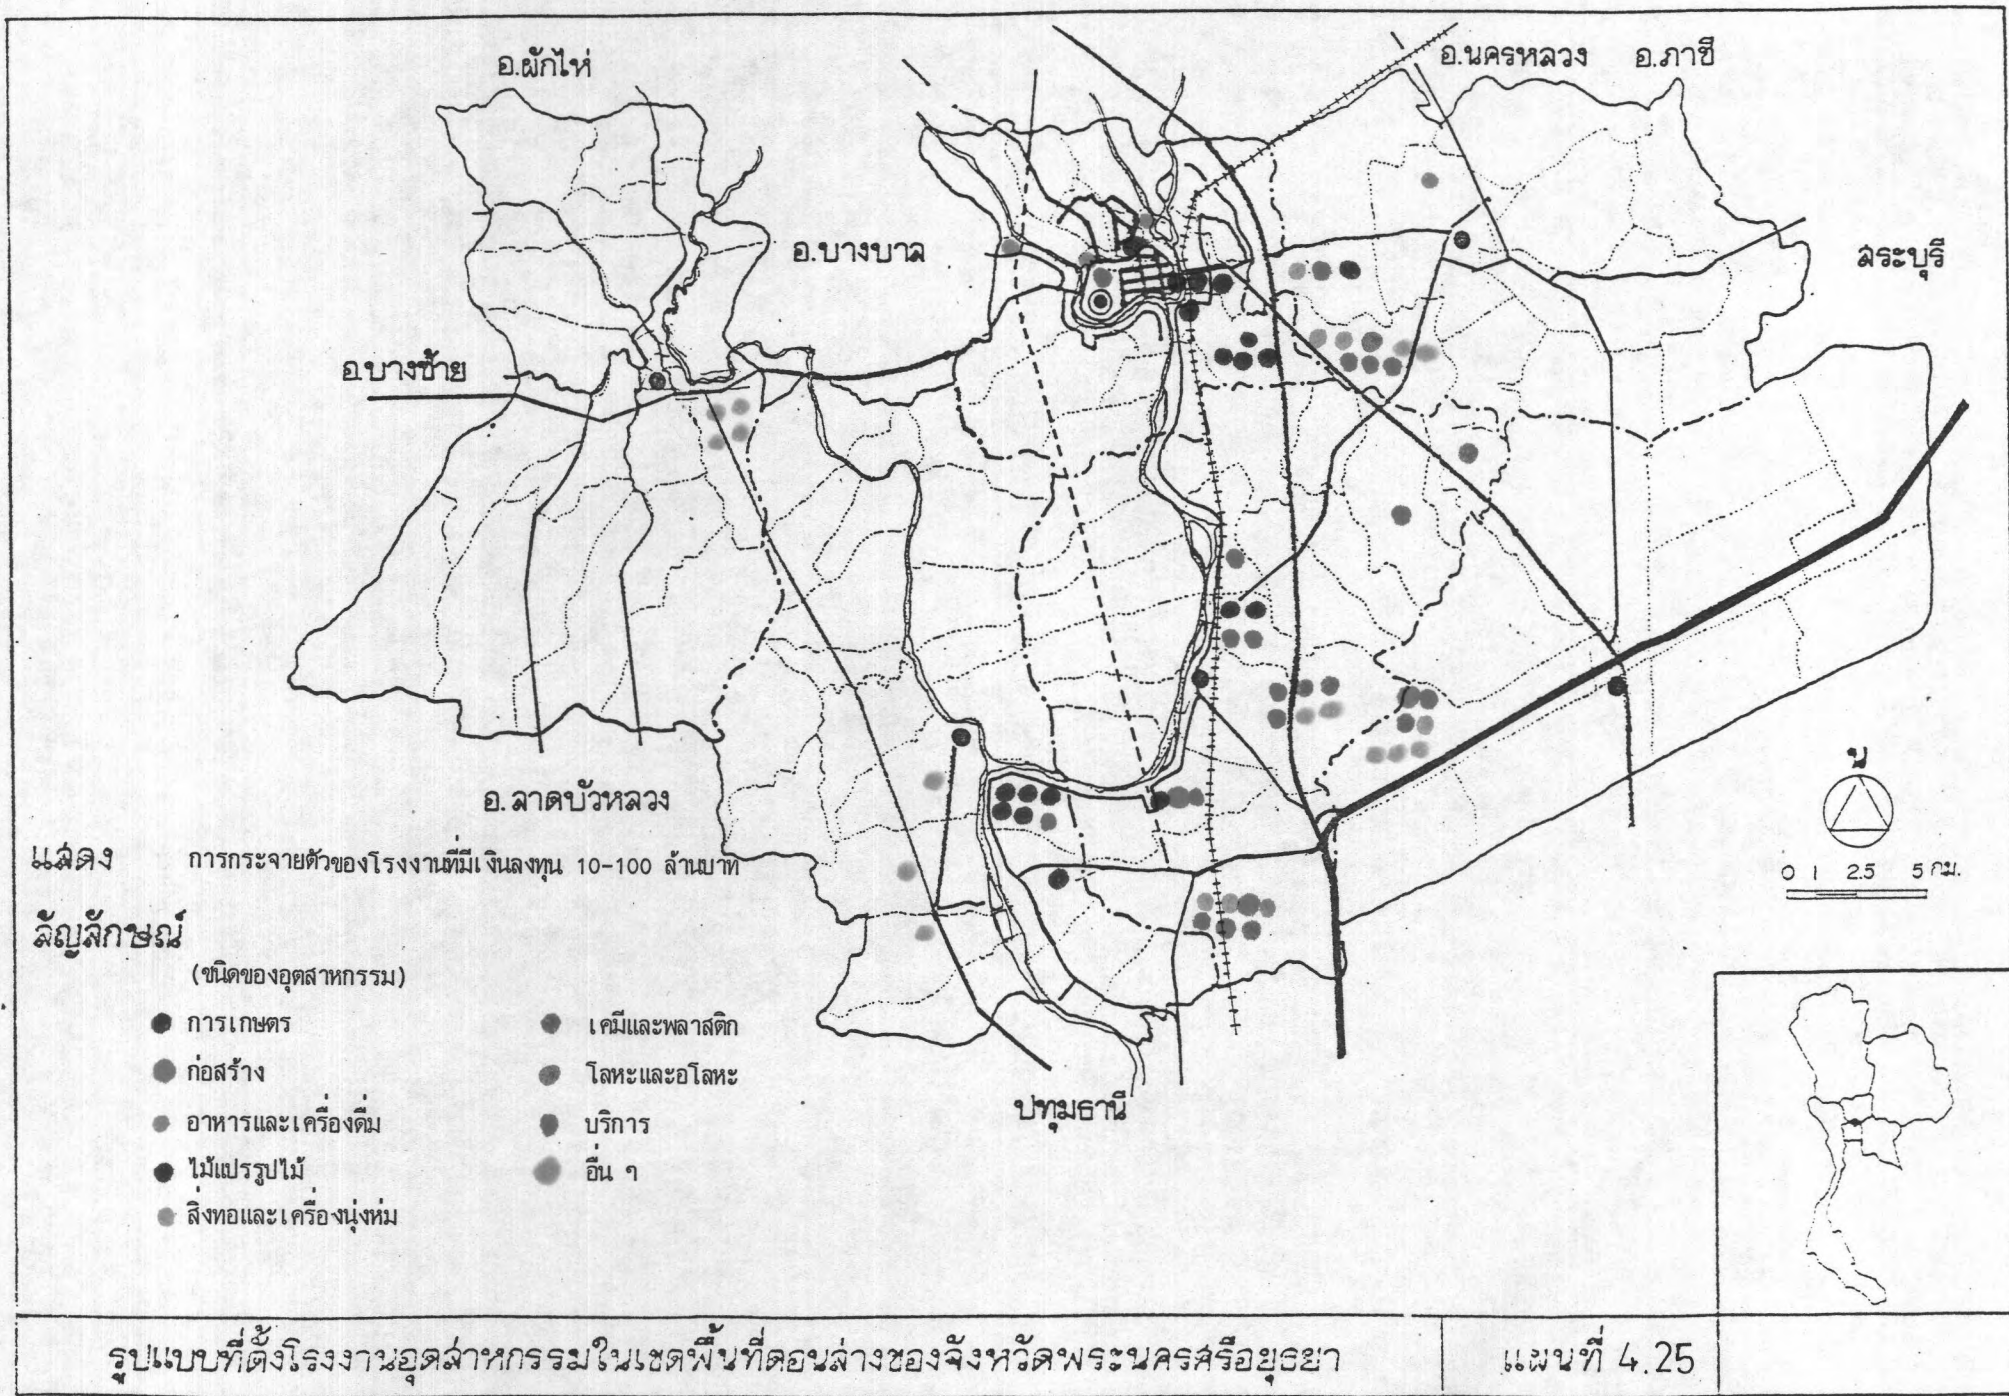 อ.ผักไห่
อ.นครหลวง อ.ภาชี
อ.บางบาล
สระบุรี
อ.บางซ้าย
อ.ลาดบัวหลวง
น
0 1 2.5 5 กม.
แสดง การกระจายตัวของโรงงานที่มีเงินลงทุน 10-100 ล้านบาท
สัญลักษณ์
(ชนิดของอุตสาหกรรม)
การเกษตร
ก่อสร้าง
อาหารและเครื่องดื่ม
ไม้แปรรูปไม้
สิ่งทอและเครื่องนุ่งห่ม
เคมีและพลาสติก
โลหะและอโลหะ
บริการ
อื่น ๆ
ปทุมธานี
รูปแบบที่ตั้งโรงงานอุตสาหกรรมในเขตพื้นที่ตอนล่างของจังหวัดพระนครศรีอยุธยา
แผนที่ 4.25